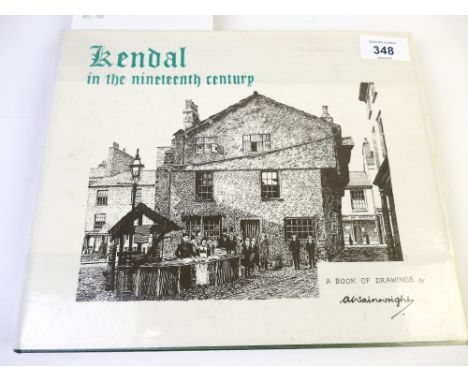 348
Kendal
in the nineteenth century
A BOOK OF DRAWINGS by
AWainwright